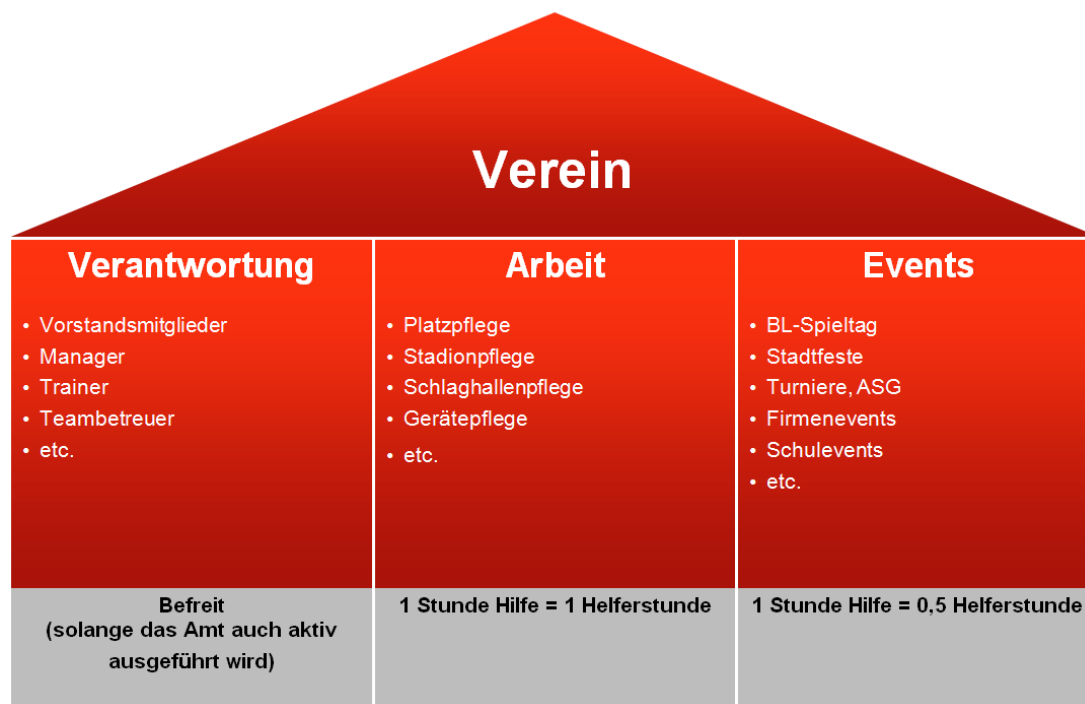 Verein
Verantwortung
• Vorstandsmitglieder
• Manager
• Trainer
• Teambetreuer
• etc.
Befreit
(solange das Amt auch aktiv
ausgeführt wird)
Arbeit
• Platzpflege
• Stadionpflege
• Schlaghallenpflege
• Gerätepflege
• etc.
1 Stunde Hilfe = 1 Helferstunde
Events
• BL-Spieltag
• Stadtfeste
• Turniere, ASG
• Firmenevents
• Schulevents
• etc.
1 Stunde Hilfe = 0,5 Helferstunde